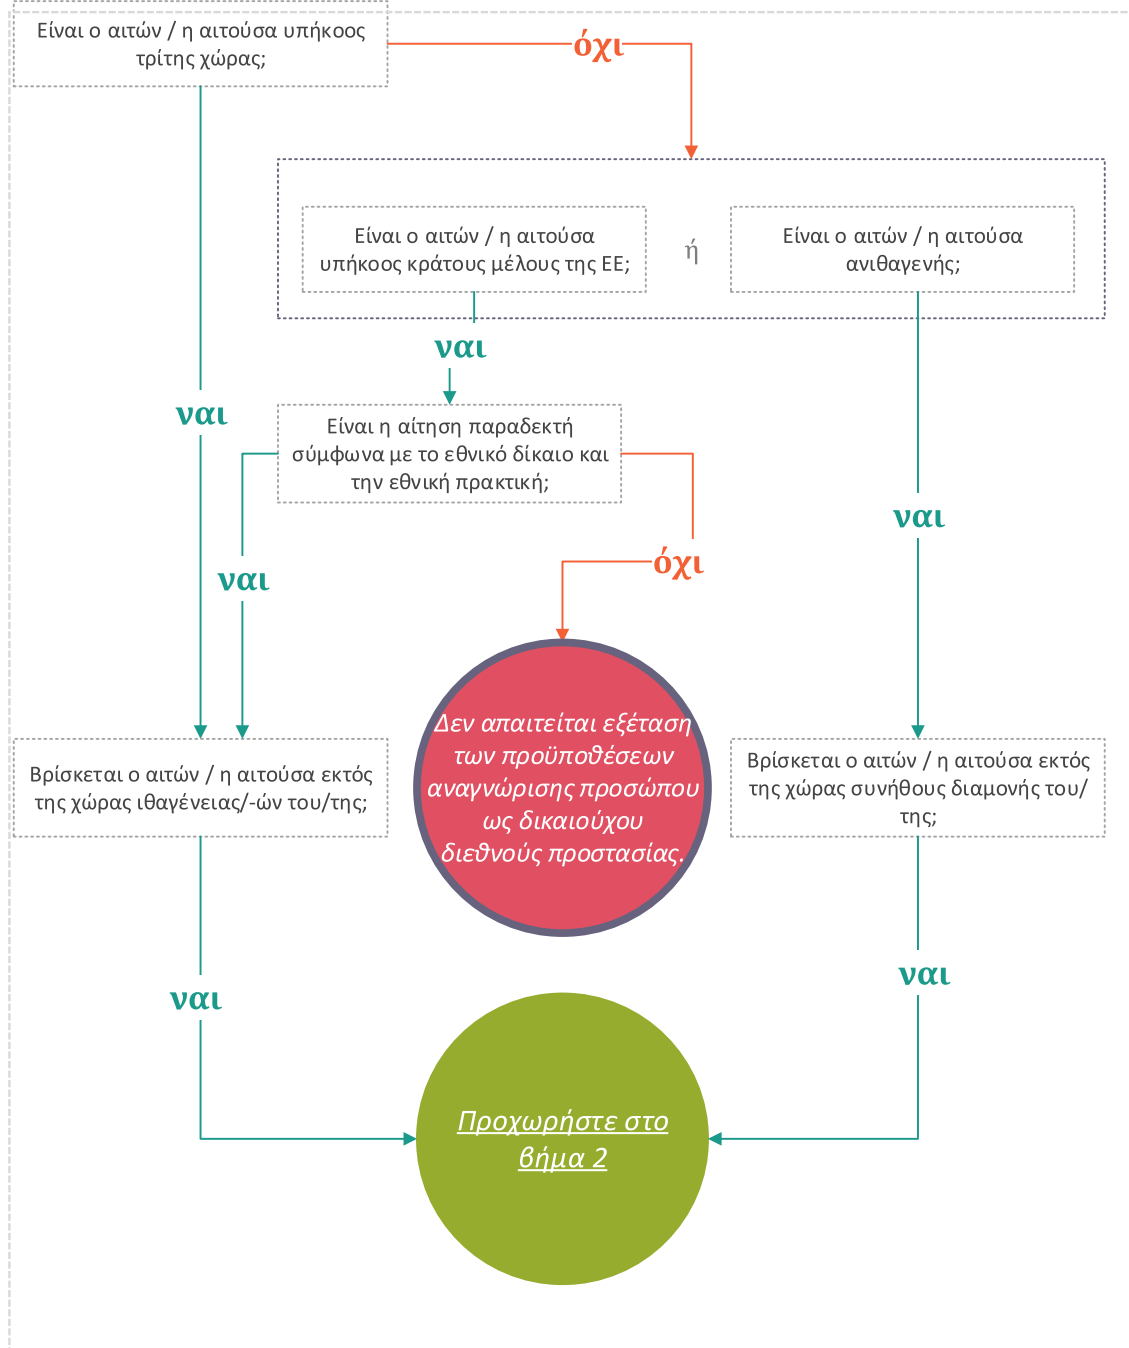 Είναι ο αιτών / η αιτούσα υπήκοος
τρίτης χώρας;
όχι
Είναι ο αιτών / η αιτούσα
υπήκοος κράτους μέλους της ΕΕ;
ή
Είναι ο αιτών / η αιτούσα
ανιθαγενής;
ναι
ναι
Είναι η αίτηση παραδεκτή
σύμφωνα με το εθνικό δίκαιο και
την εθνική πρακτική;
ναι
όχι
ναι
Δεν απαιτείται εξέταση
των προϋποθέσεων
αναγνώρισης προσώπου
ως δικαιούχου
διεθνούς προστασίας.
Βρίσκεται ο αιτών / η αιτούσα εκτός
της χώρας ιθαγένειας/-ών του/της;
Βρίσκεται ο αιτών / η αιτούσα εκτός
της χώρας συνήθους διαμονής του/
της;
ναι
ναι
Προχωρήστε στο
βήμα 2